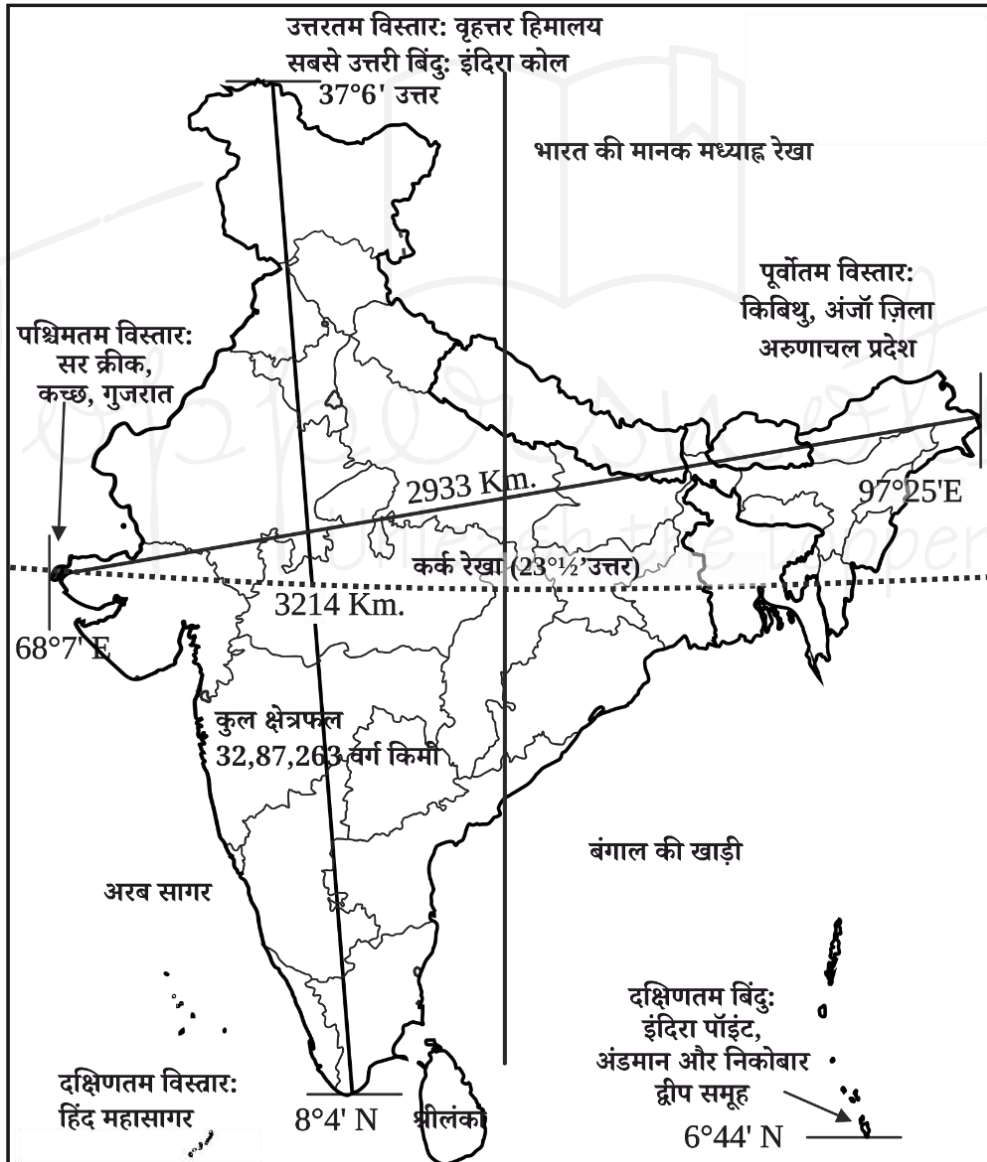 उत्तरतम विस्तार: वृहत्तर हिमालय
सबसे उत्तरी बिंदु: इंदिरा कोल
37°6' उत्तर
भारत की मानक मध्याह्न रेखा
पूर्वोतम विस्तार:
किबिथु, अंजॉ ज़िला
अरुणाचल प्रदेश
पश्चिमतम विस्तार:
सर क्रीक,
कच्छ, गुजरात
2933 Km.
97°25'E
कर्क रेखा (23°½’उत्तर)
3214 Km.
68°7' E
कुल क्षेत्रफल
32,87,263 वर्ग किमी
बंगाल की खाड़ी
अरब सागर
दक्षिणतम बिंदु:
इंदिरा पॉइंट,
अंडमान और निकोबार
द्वीप समूह
6°44' N
दक्षिणतम विस्तार:
हिंद महासागर
8°4' N
श्रीलंका
Unleash the topper